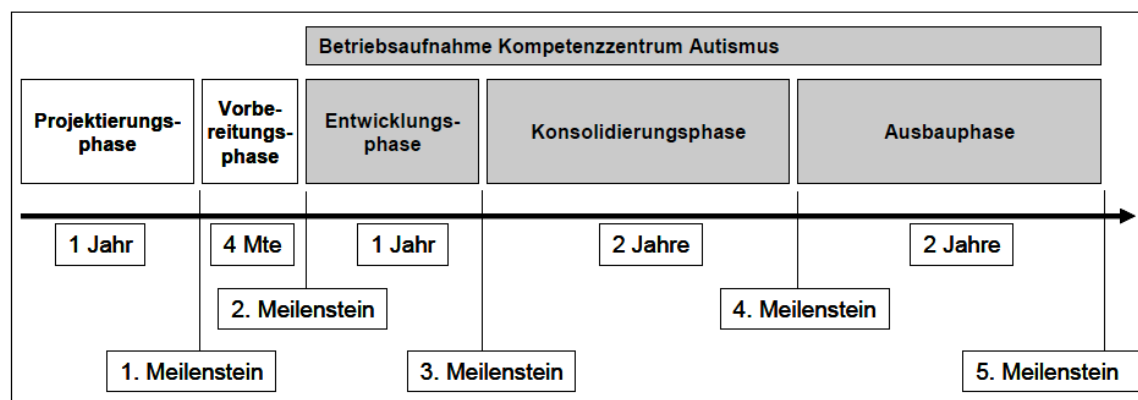 Betriebsaufnahme Kompetenzzentrum Autismus
Projektierungs-
phase
Vorbe-
reitungs-
phase
Entwicklungs-
phase
Konsolidierungsphase
Ausbauphase
1 Jahr
4 Mte
1 Jahr
2 Jahre
2 Jahre
2. Meilenstein
4. Meilenstein
1. Meilenstein
3. Meilenstein
5. Meilenstein